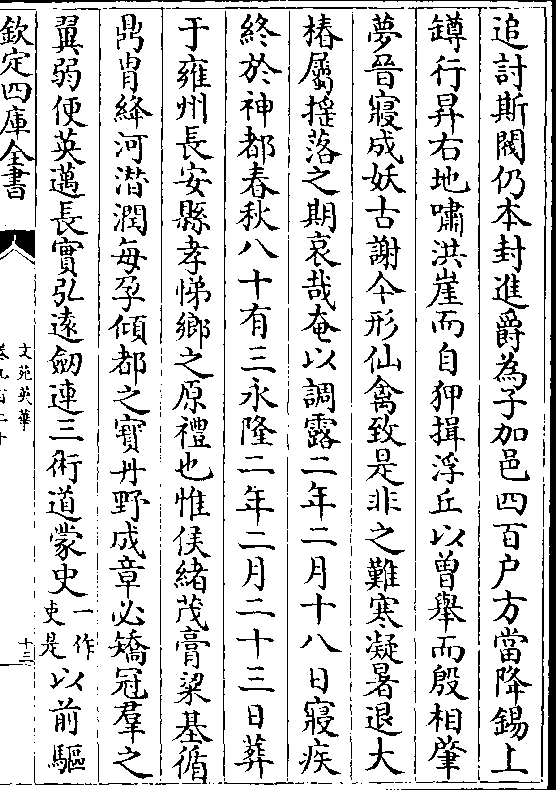 追討斯閥仍本封進爵為子加邑四百户方當降錫上
罇行昇右地嘯洪崖而自狎揖浮丘以曾舉而殷相肇
夢晉寢成妖古謝今形仙禽致是非之難寒凝暑退大
椿屬揺落之期哀哉奄以調露二年二月十八日寢疾
終於神都春秋八十有三永隆二年二月二十三日葬
于雍州長安縣孝悌鄉之原禮也惟侯緒茂膏粱基循
鼎胄絳河潜潤每孕傾都之寶丹野成章必矯冠羣之
翼弱便英邁長實弘遠劒連三術道蒙史一作吏是以前驅
欽定四庫全書
文苑英華
卷九百二十
十三